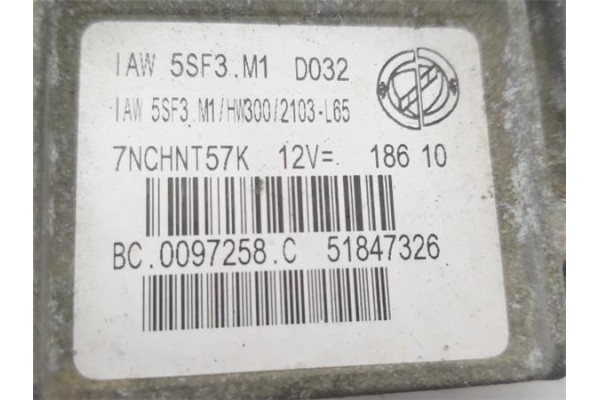 IAW 5SF3.M1 D032
IAW 5SF3.M1/HW300/2103-L65
7NCHNT57K 12V=. 186 10
BC.0097258.C 51847326